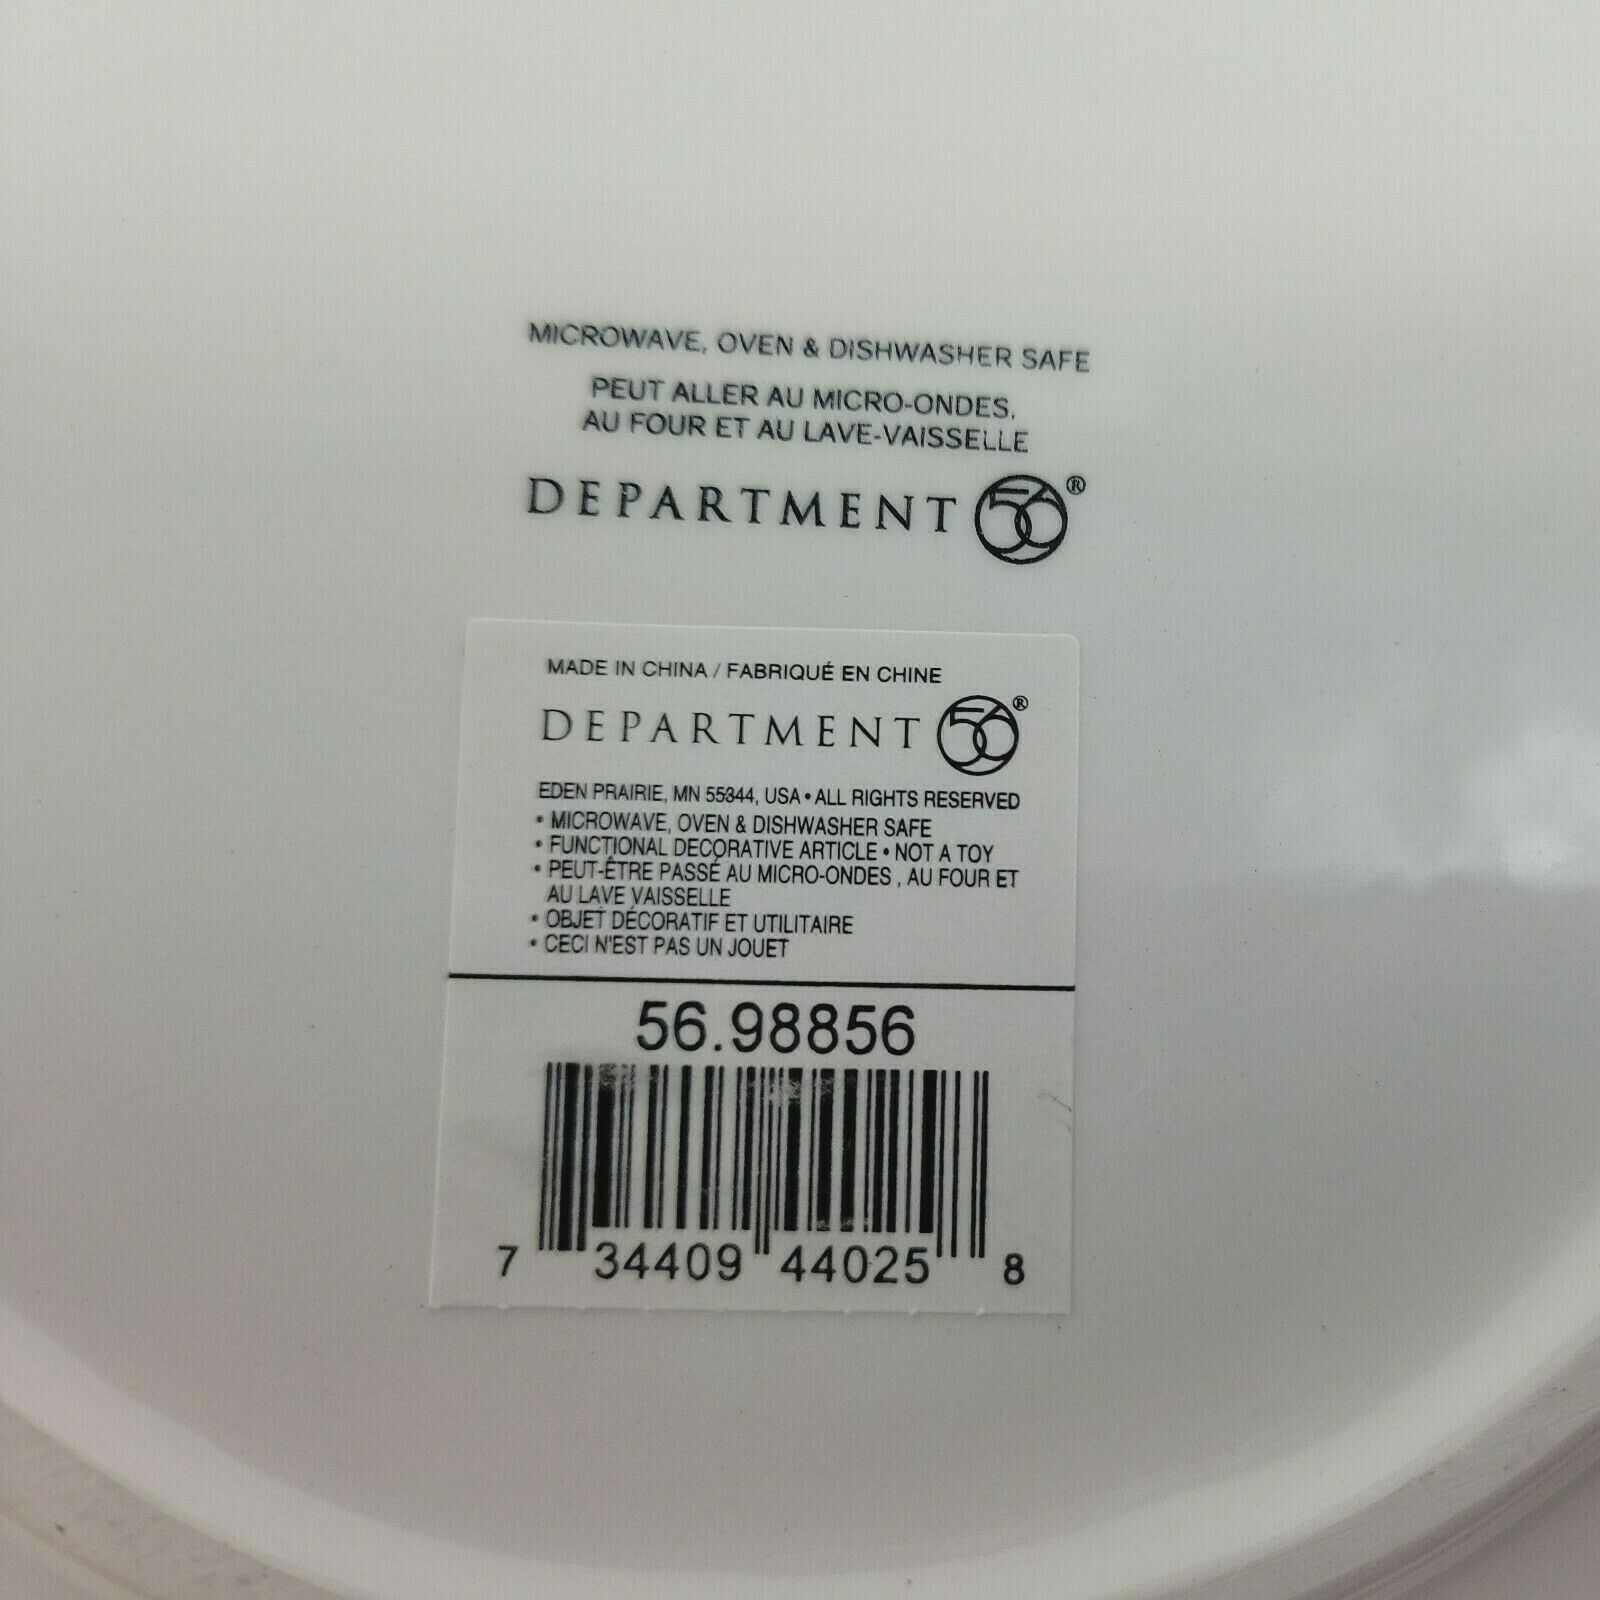 MICROWAVE, OVEN & DISHWASHER SAFE
PEUT ALLER AU MICRO-ONDES,
AU FOUR ET AU LAVE-VAISSELLE
DEPARTMENT 56®
MADE IN CHINA / FABRIQUÉ EN CHINE
DEPARTMENT 56®
EDEN PRAIRIE, MN 55344, USA • ALL RIGHTS RESERVED
• MICROWAVE, OVEN & DISHWASHER SAFE
• FUNCTIONAL DECORATIVE ARTICLE • NOT A TOY
• PEUT-ÊTRE PASSÉ AU MICRO-ONDES , AU FOUR ET
AU LAVE VAISSELLE
• OBJET DÉCORATIF ET UTILITAIRE
• CECI N'EST PAS UN JOUET
56.98856
7 34409 44025 8